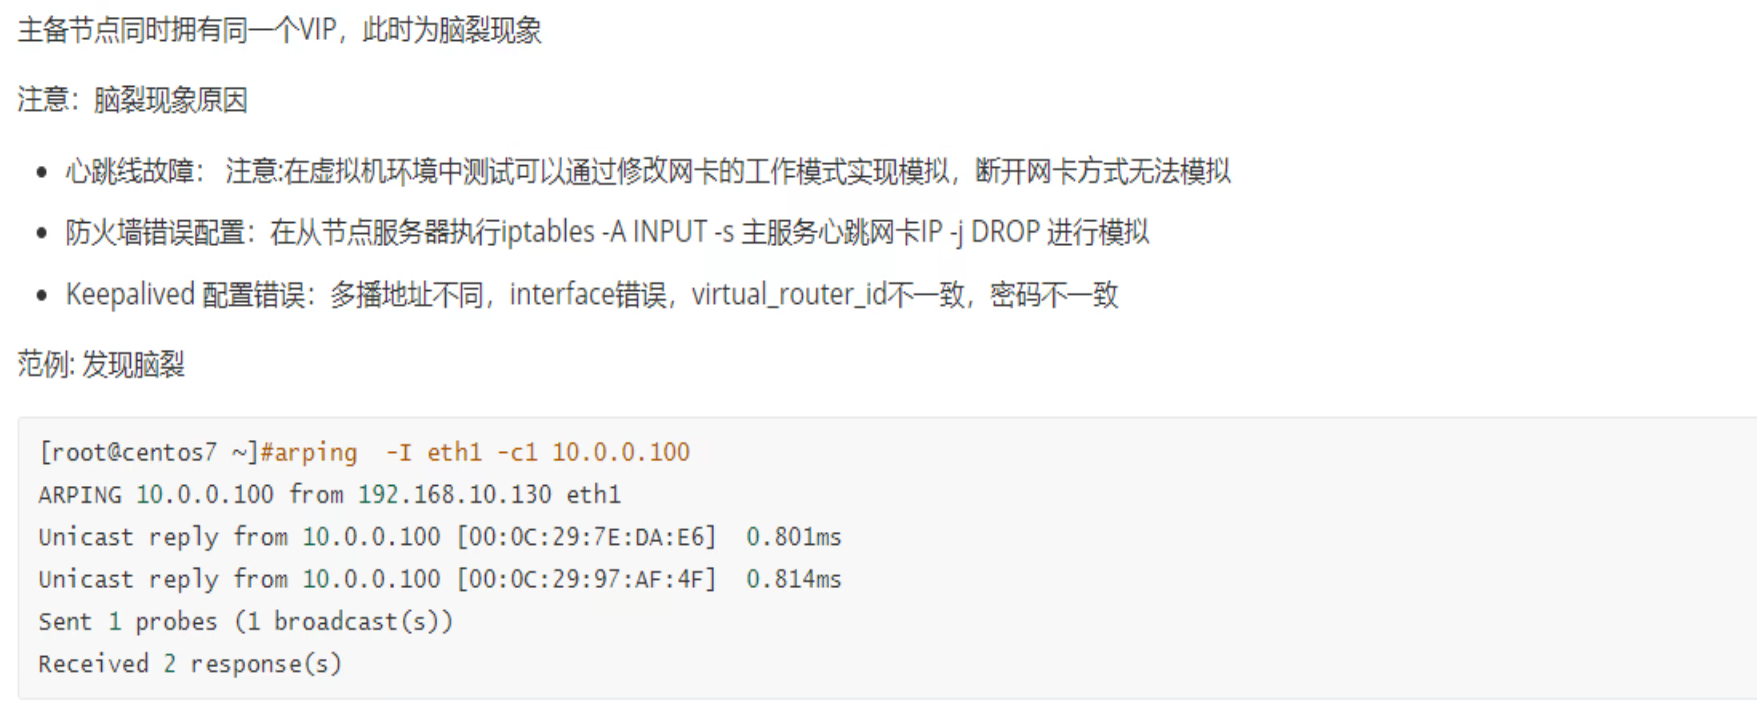 主备节点同时拥有同一个VIP，此时为脑裂现象
注意：脑裂现象原因
• 心跳线故障： 注意:在虚拟机环境中测试可以通过修改网卡的工作模式实现模拟，断开网卡方式无法模拟
• 防火墙错误配置：在从节点服务器执行iptables -A INPUT -s 主服务心跳网卡IP -j DROP 进行模拟
• Keepalived 配置错误：多播地址不同，interface错误，virtual_router_id不一致，密码不一致
范例: 发现脑裂
[root@centos7 ~]#arping  -I eth1 -c1 10.0.0.100
ARPING 10.0.0.100 from 192.168.10.130 eth1
Unicast reply from 10.0.0.100 [00:0C:29:7E:DA:E6]  0.801ms
Unicast reply from 10.0.0.100 [00:0C:29:97:AF:4F]  0.814ms
Sent 1 probes (1 broadcast(s))
Received 2 response(s)